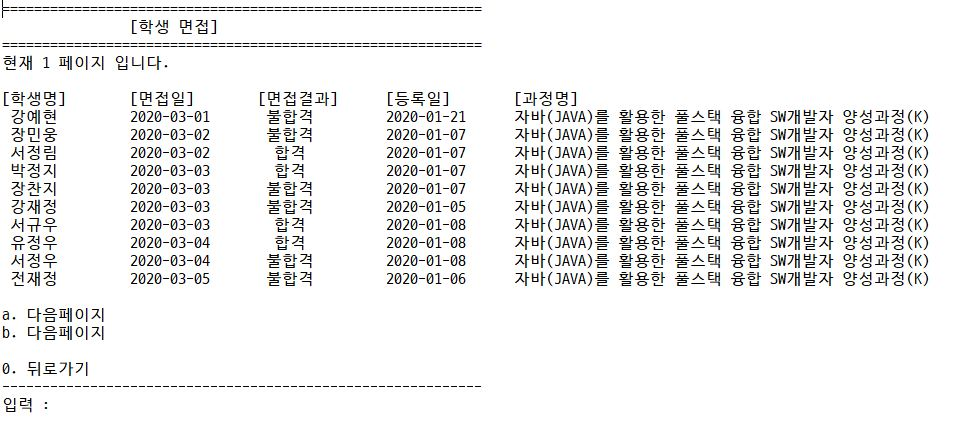 ============================================================
[학생 면접]
============================================================
현재 1 페이지 입니다.
[학생명] [면접일] [면접결과] [등록일] [과정명]
강예현 2020-03-01 불합격 2020-01-21 자바(JAVA)를 활용한 풀스택 융합 SW개발자 양성과정(K)
장민웅 2020-03-02 불합격 2020-01-07 자바(JAVA)를 활용한 풀스택 융합 SW개발자 양성과정(K)
서정림 2020-03-02 합격 2020-01-07 자바(JAVA)를 활용한 풀스택 융합 SW개발자 양성과정(K)
박정지 2020-03-03 합격 2020-01-07 자바(JAVA)를 활용한 풀스택 융합 SW개발자 양성과정(K)
장찬지 2020-03-03 불합격 2020-01-07 자바(JAVA)를 활용한 풀스택 융합 SW개발자 양성과정(K)
강재정 2020-03-03 불합격 2020-01-05 자바(JAVA)를 활용한 풀스택 융합 SW개발자 양성과정(K)
서규우 2020-03-03 합격 2020-01-08 자바(JAVA)를 활용한 풀스택 융합 SW개발자 양성과정(K)
유정우 2020-03-04 합격 2020-01-08 자바(JAVA)를 활용한 풀스택 융합 SW개발자 양성과정(K)
서정우 2020-03-04 불합격 2020-01-08 자바(JAVA)를 활용한 풀스택 융합 SW개발자 양성과정(K)
전재정 2020-03-05 불합격 2020-01-06 자바(JAVA)를 활용한 풀스택 융합 SW개발자 양성과정(K)
a. 다음페이지
b. 다음페이지
0. 뒤로가기
------------------------------------------------------------
입력 :